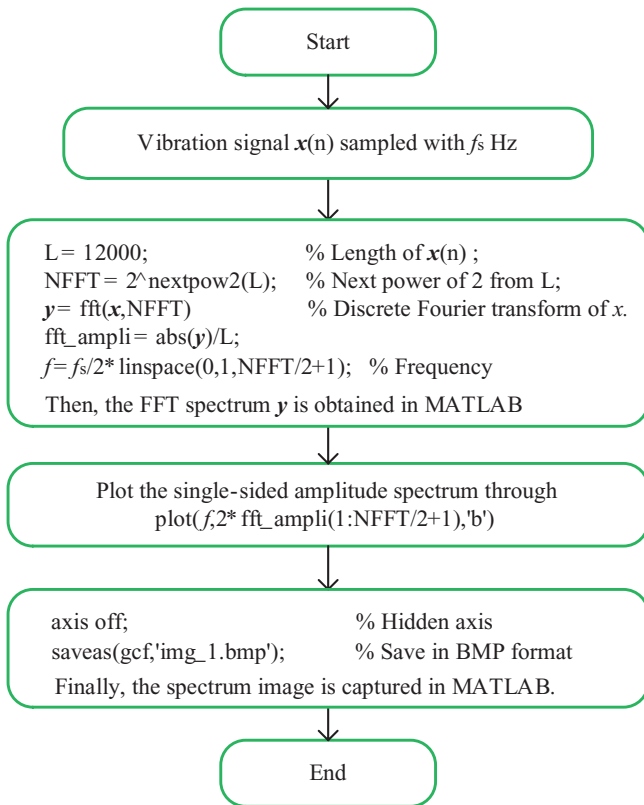 Start
Vibration signal x(n) sampled with fs Hz
L= 12000; % Length of x(n) ;
NFFT= 2^nextpow2(L); % Next power of 2 from L;
y= fft(x,NFFT) % Discrete Fourier transform of x.
fft_ampli= abs(y)/L;
f=fs/2* linspace(0,1,NFFT/2+1); % Frequency
Then, the FFT spectrum y is obtained in MATLAB
Plot the single-sided amplitude spectrum through
plot(f,2* fft_ampli(1:NFFT/2+1),'b')
axis off; % Hidden axis
saveas(gcf,'img_1.bmp'); % Save in BMP format
Finally, the spectrum image is captured in MATLAB.
End